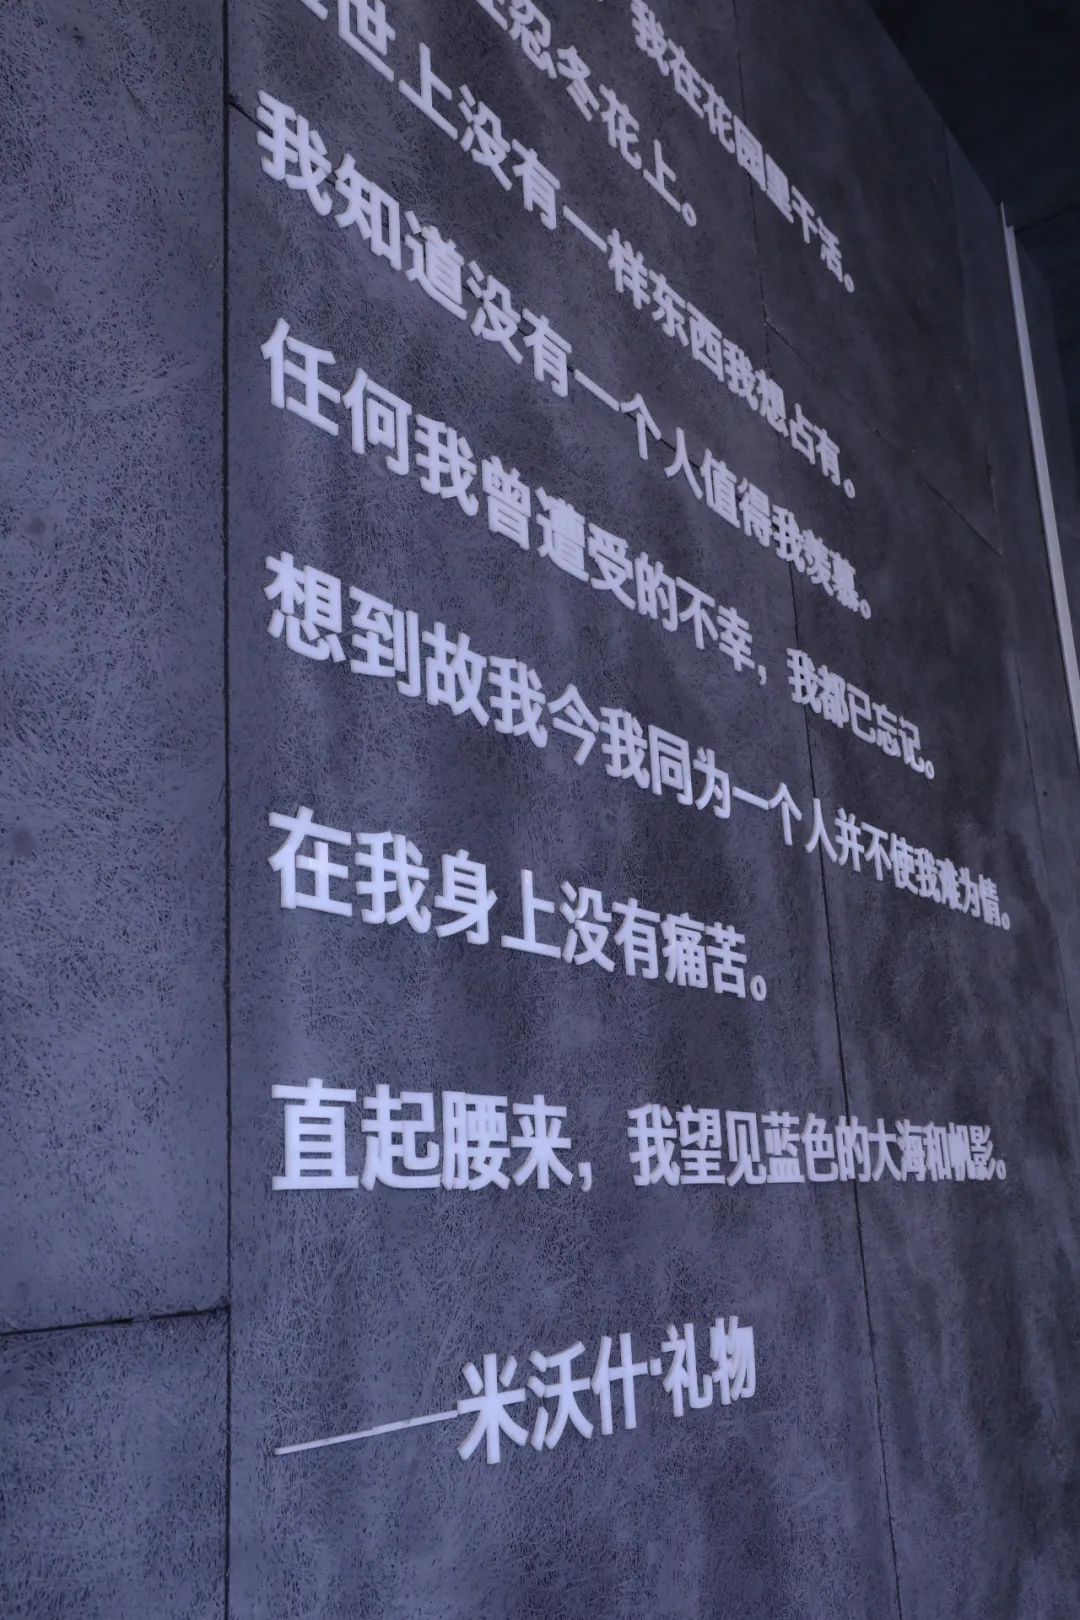 我在花园里干活。
忍冬花上。
世上没有一样东西我想占有。
我知道没有一个人值得我羡慕。
任何我曾遭受的不幸，我都已忘记。
想到故我今我同为一个人并不使我难为情。
在我身上没有痛苦。
直起腰来，我望见蓝色的大海和帆影。
——米沃什·礼物